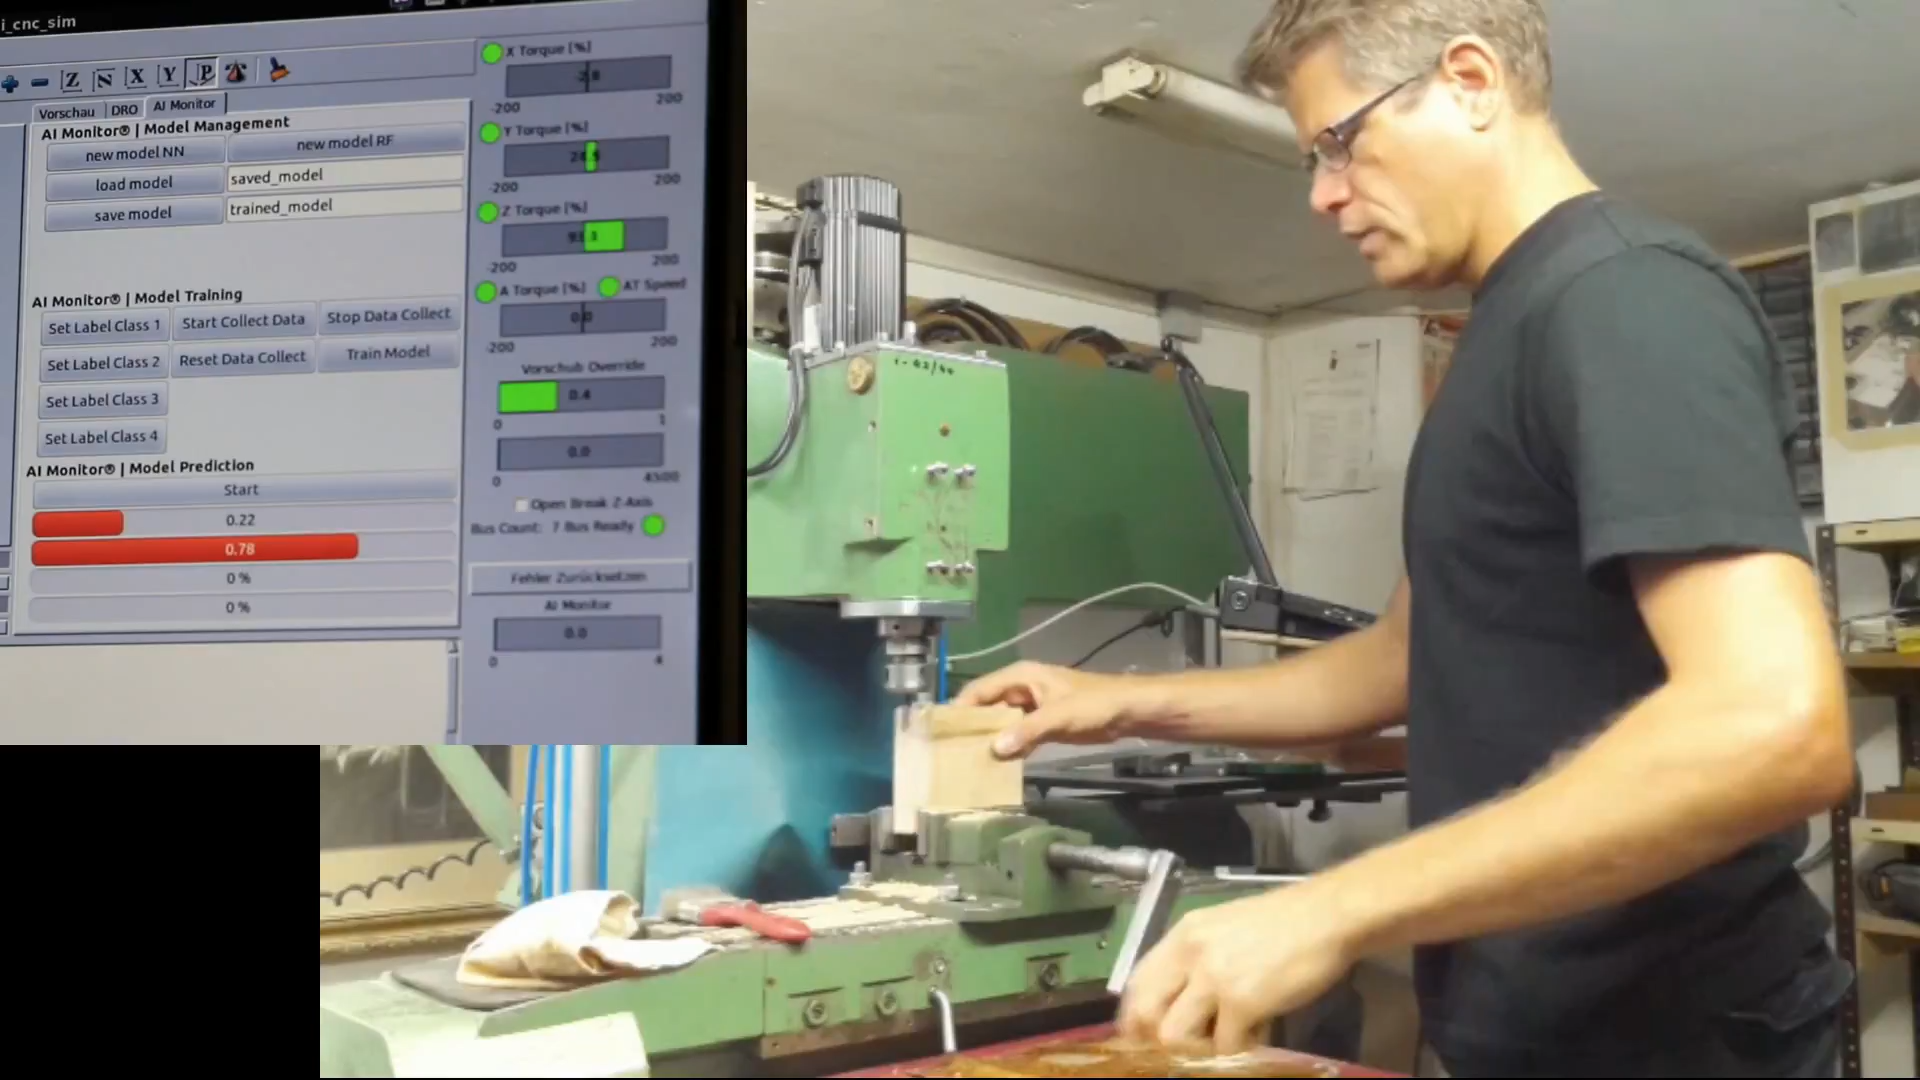 i_cnc_sim
Z N X Y P
Vorschau DRO AI Monitor
AI Monitor® | Model Management
new model NN new model RF
load model saved_model
save model trained_model
AI Monitor® | Model Training
Set Label Class 1 Start Collect Data Stop Data Collect
Set Label Class 2 Reset Data Collect Train Model
Set Label Class 3
Set Label Class 4
AI Monitor® | Model Prediction
Start
0.22
0.78
0 %
0 %
X Torque [%]
-200 200
Y Torque [%]
-200 200
Z Torque [%]
-200 200
A Torque [%] AT Speed
0.0
-200 200
Vorschub Override
0.4
0 1
0.0
0 4500
Open Break Z-Axis
Bus Count: 7 Bus Ready
Fehler Zurücksetzen
AI Monitor
0.0
0 4